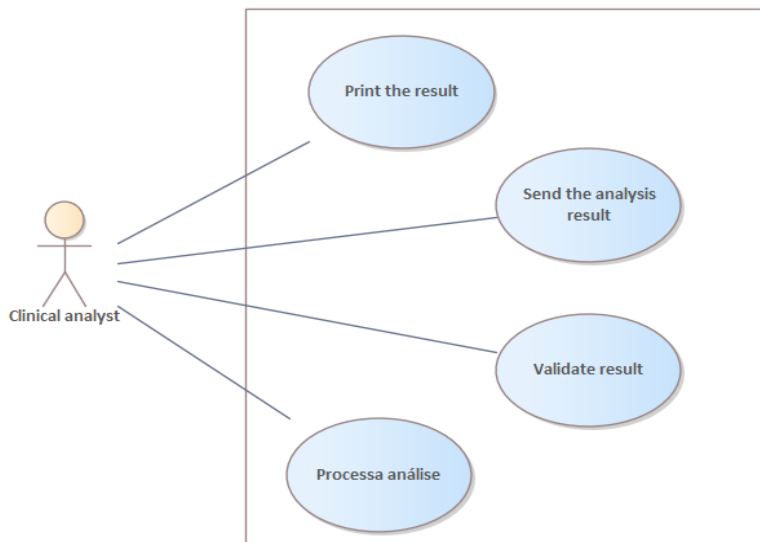 Print the result
Send the analysis
result
Clinical analyst
Validate result
Processa análise